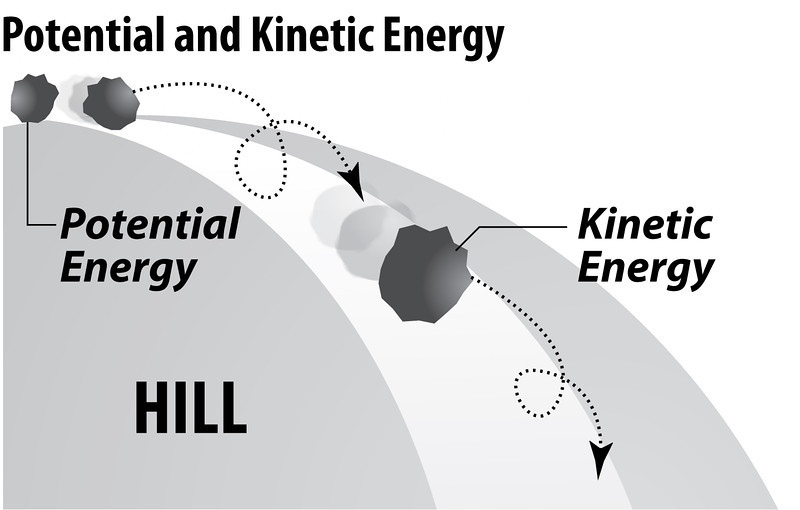 Potential and Kinetic Energy
Potential
Energy
Kinetic
Energy
HILL